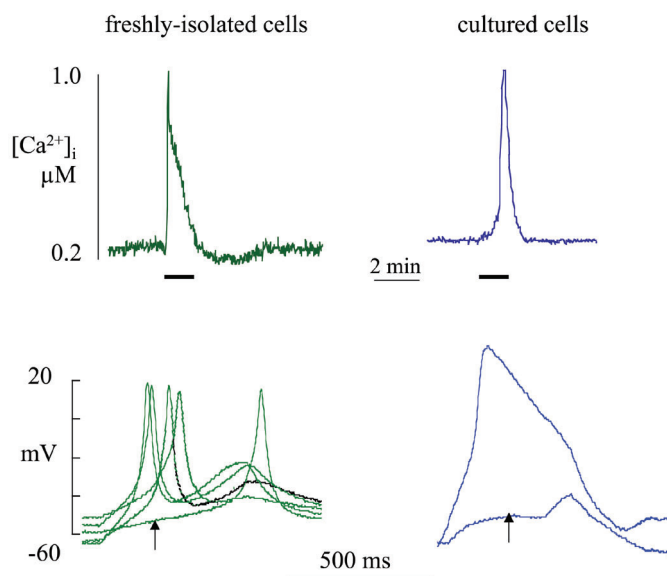 freshly-isolated cells
cultured cells
1.0
[Ca²⁺]ᵢ
μM
0.2
2 min
20
mV
-60
500 ms